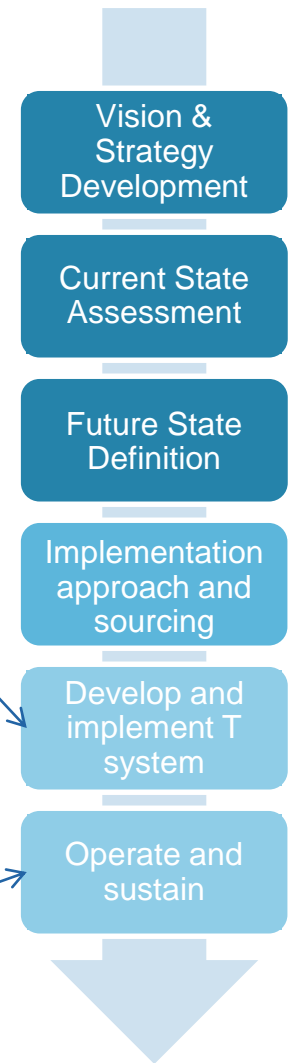 Vision &
Strategy
Development
Current State
Assessment
Future State
Definition
Implementation
approach and
sourcing
Develop and
implement T
system
Operate and
sustain